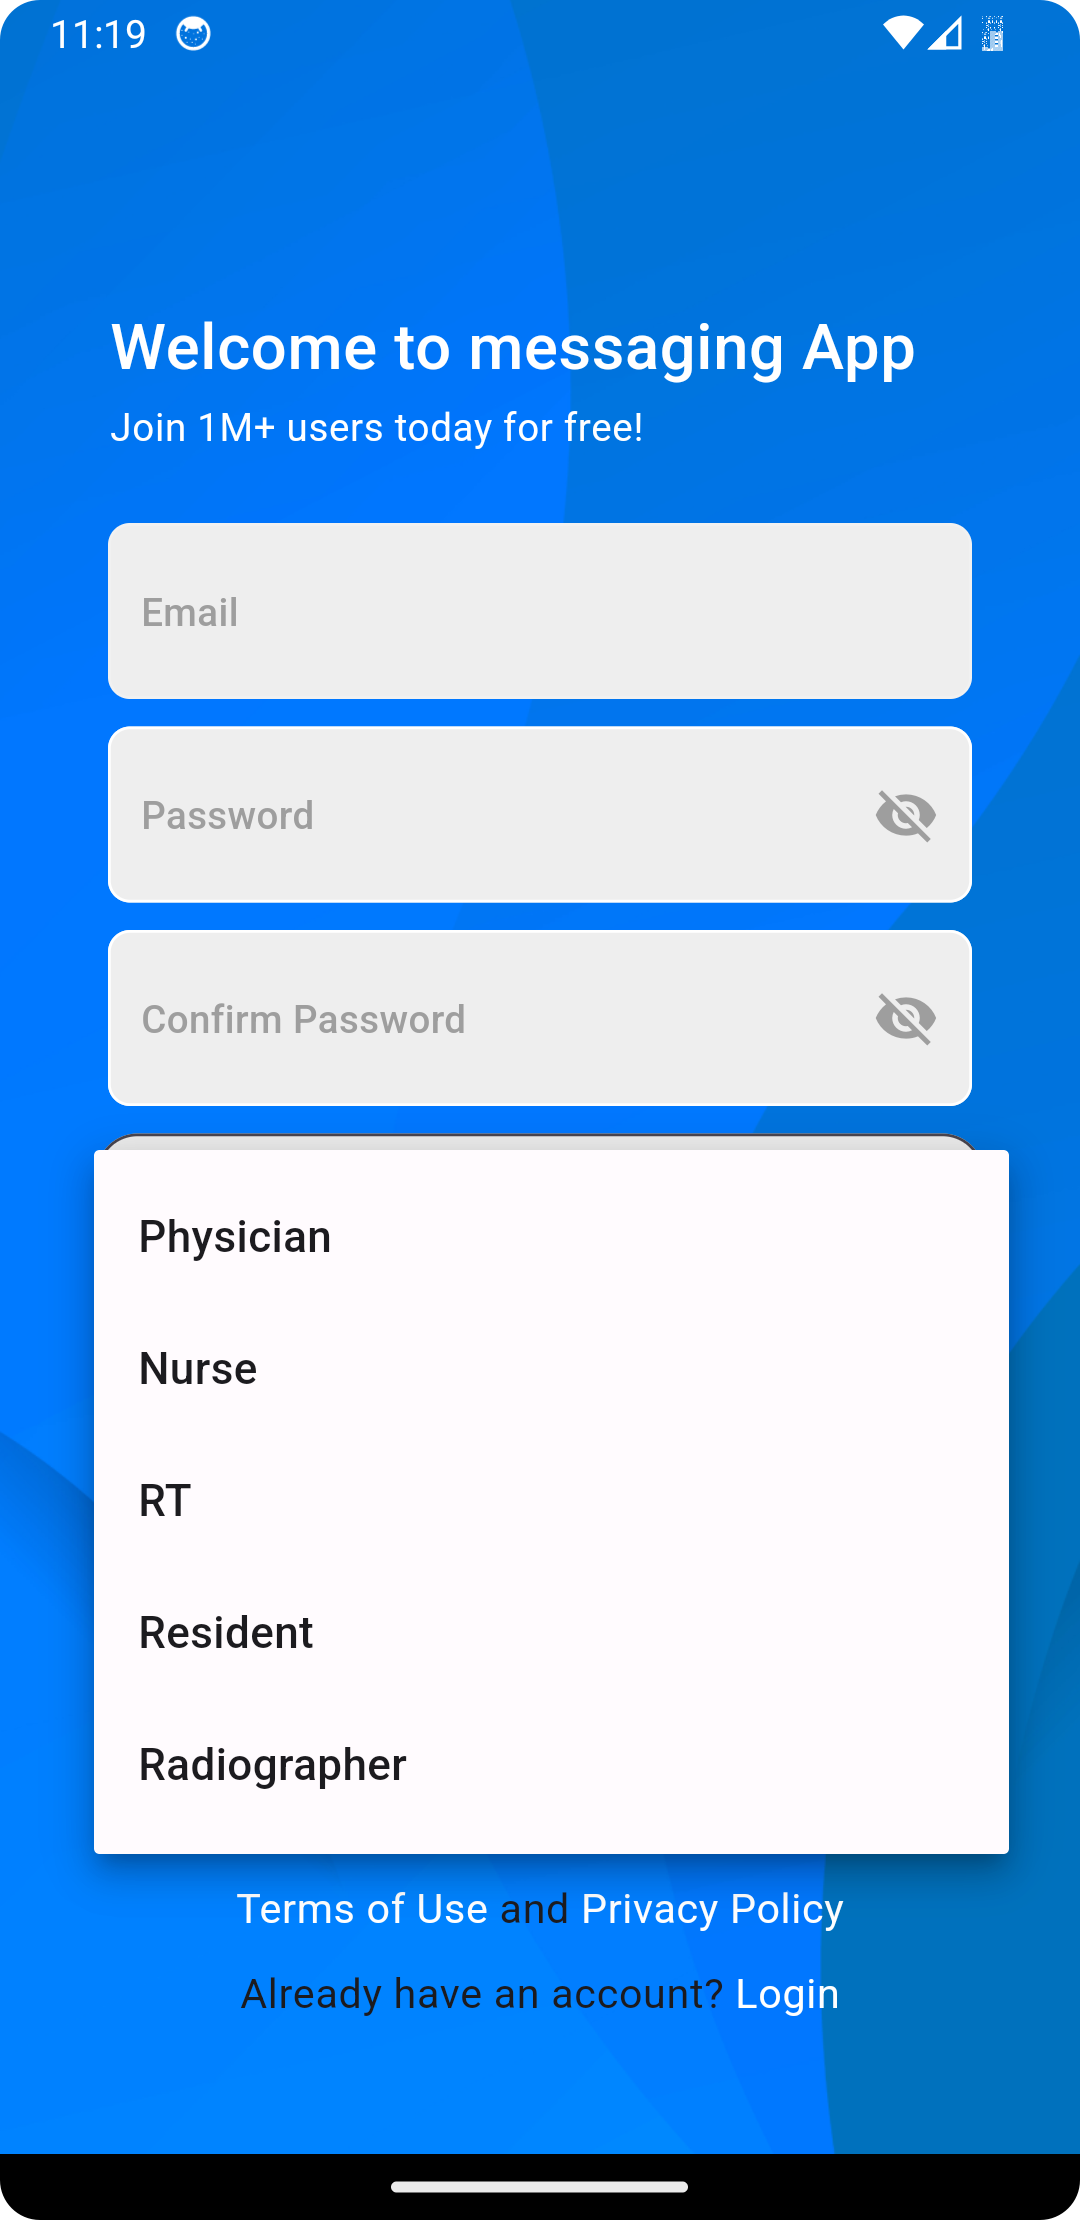 11:19
Welcome to messaging App
Join 1M+ users today for free!
Email
Password
Confirm Password
Physician
Nurse
RT
Resident
Radiographer
Terms of Use and Privacy Policy
Already have an account? Login